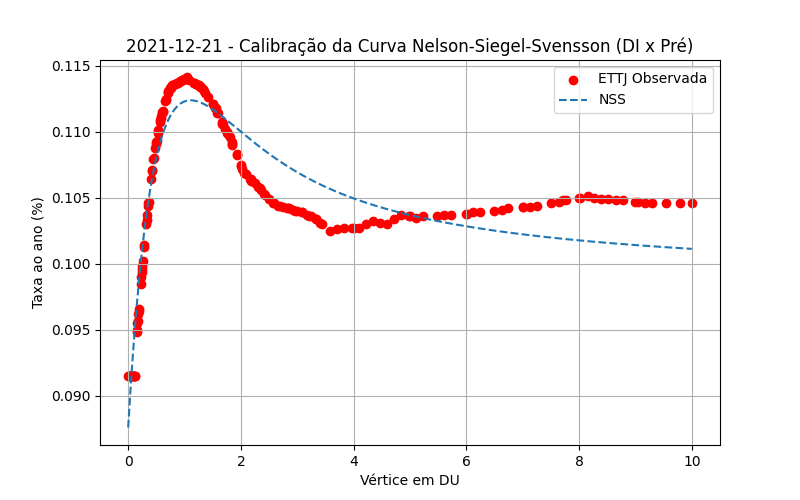 2021-12-21 - Calibração da Curva Nelson-Siegel-Svensson (DI x Pré)
ETTJ Observada
NSS
Taxa ao ano (%)
0.115
0.110
0.105
0.100
0.095
0.090
0 2 4 6 8 10
Vértice em DU